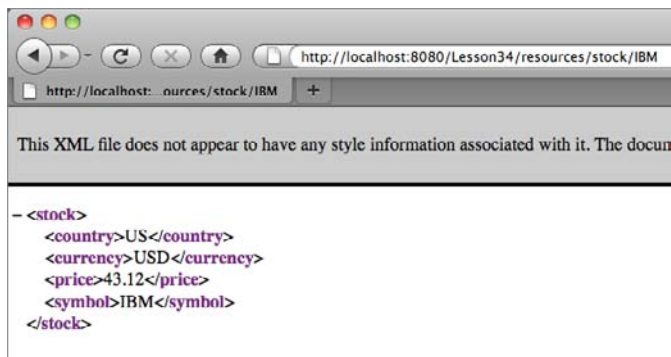 http://localhost:8080/Lesson34/resources/stock/IBM
http://localhost:...ources/stock/IBM
This XML file does not appear to have any style information associated with it. The
– <stock>
<country>US</country>
<currency>USD</currency>
<price>43.12</price>
<symbol>IBM</symbol>
</stock>